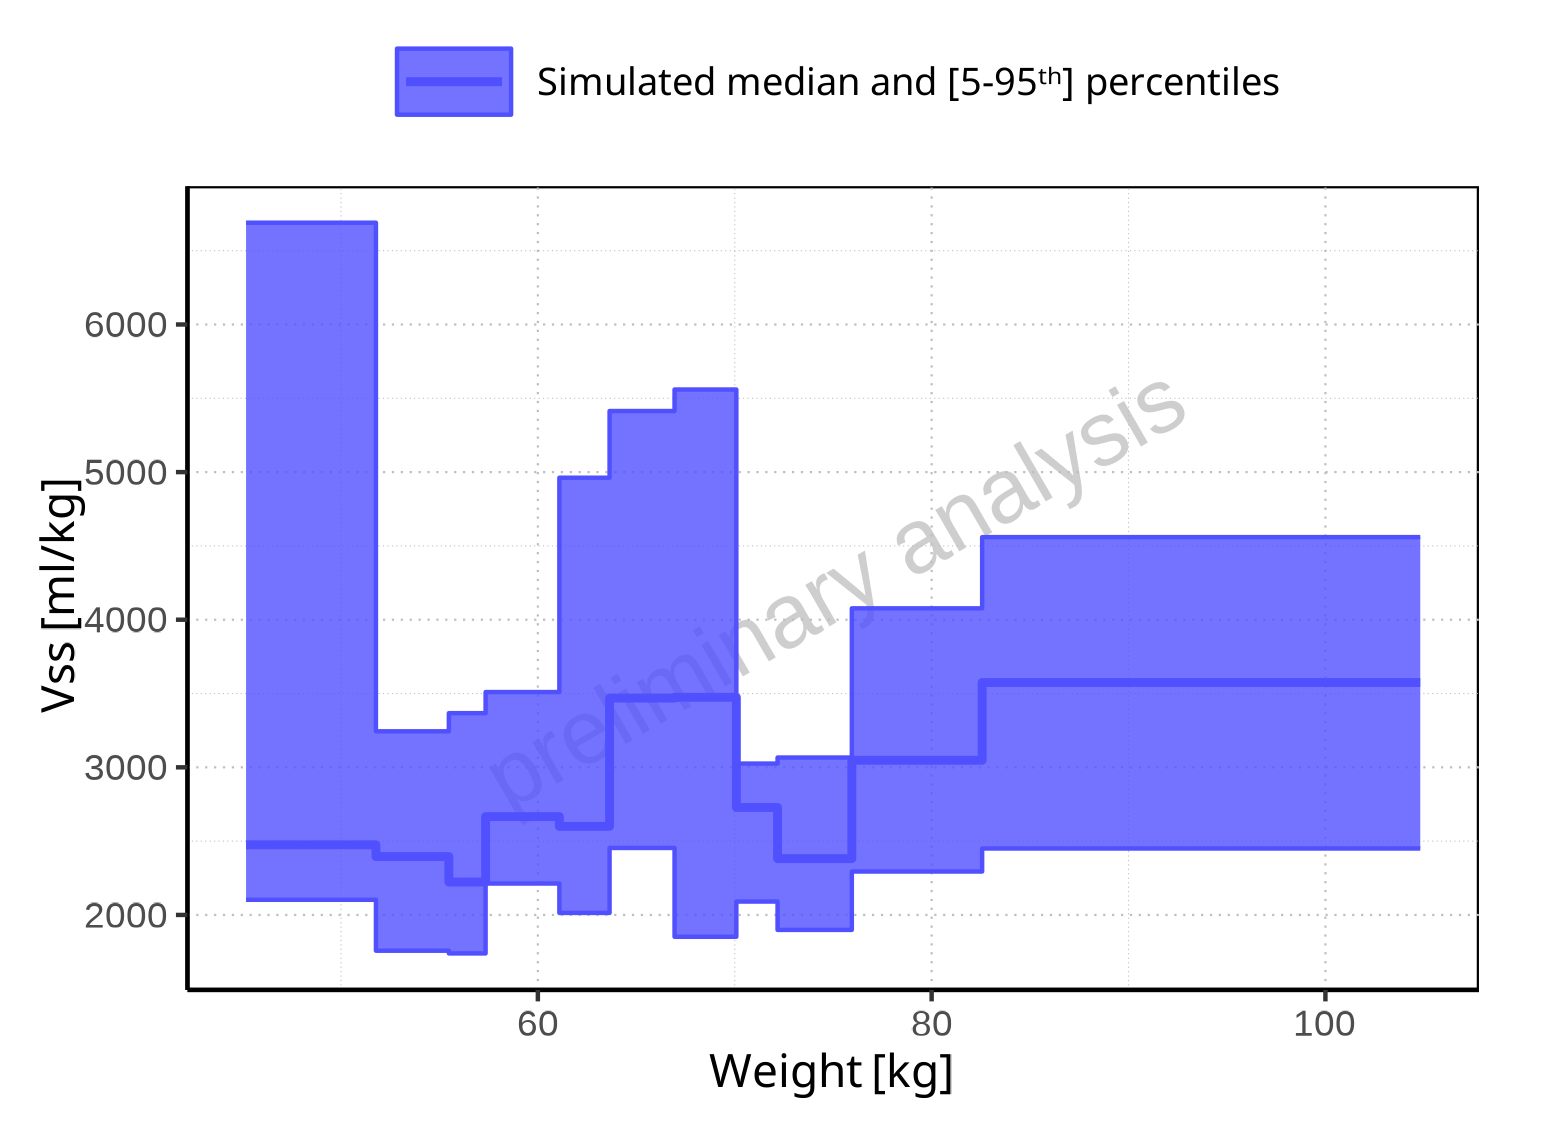 Simulated median and [5-95ᵗʰ] percentiles
6000
5000
4000
3000
2000
Vss [ml/kg]
preliminary analysis
60 80 100
Weight [kg]